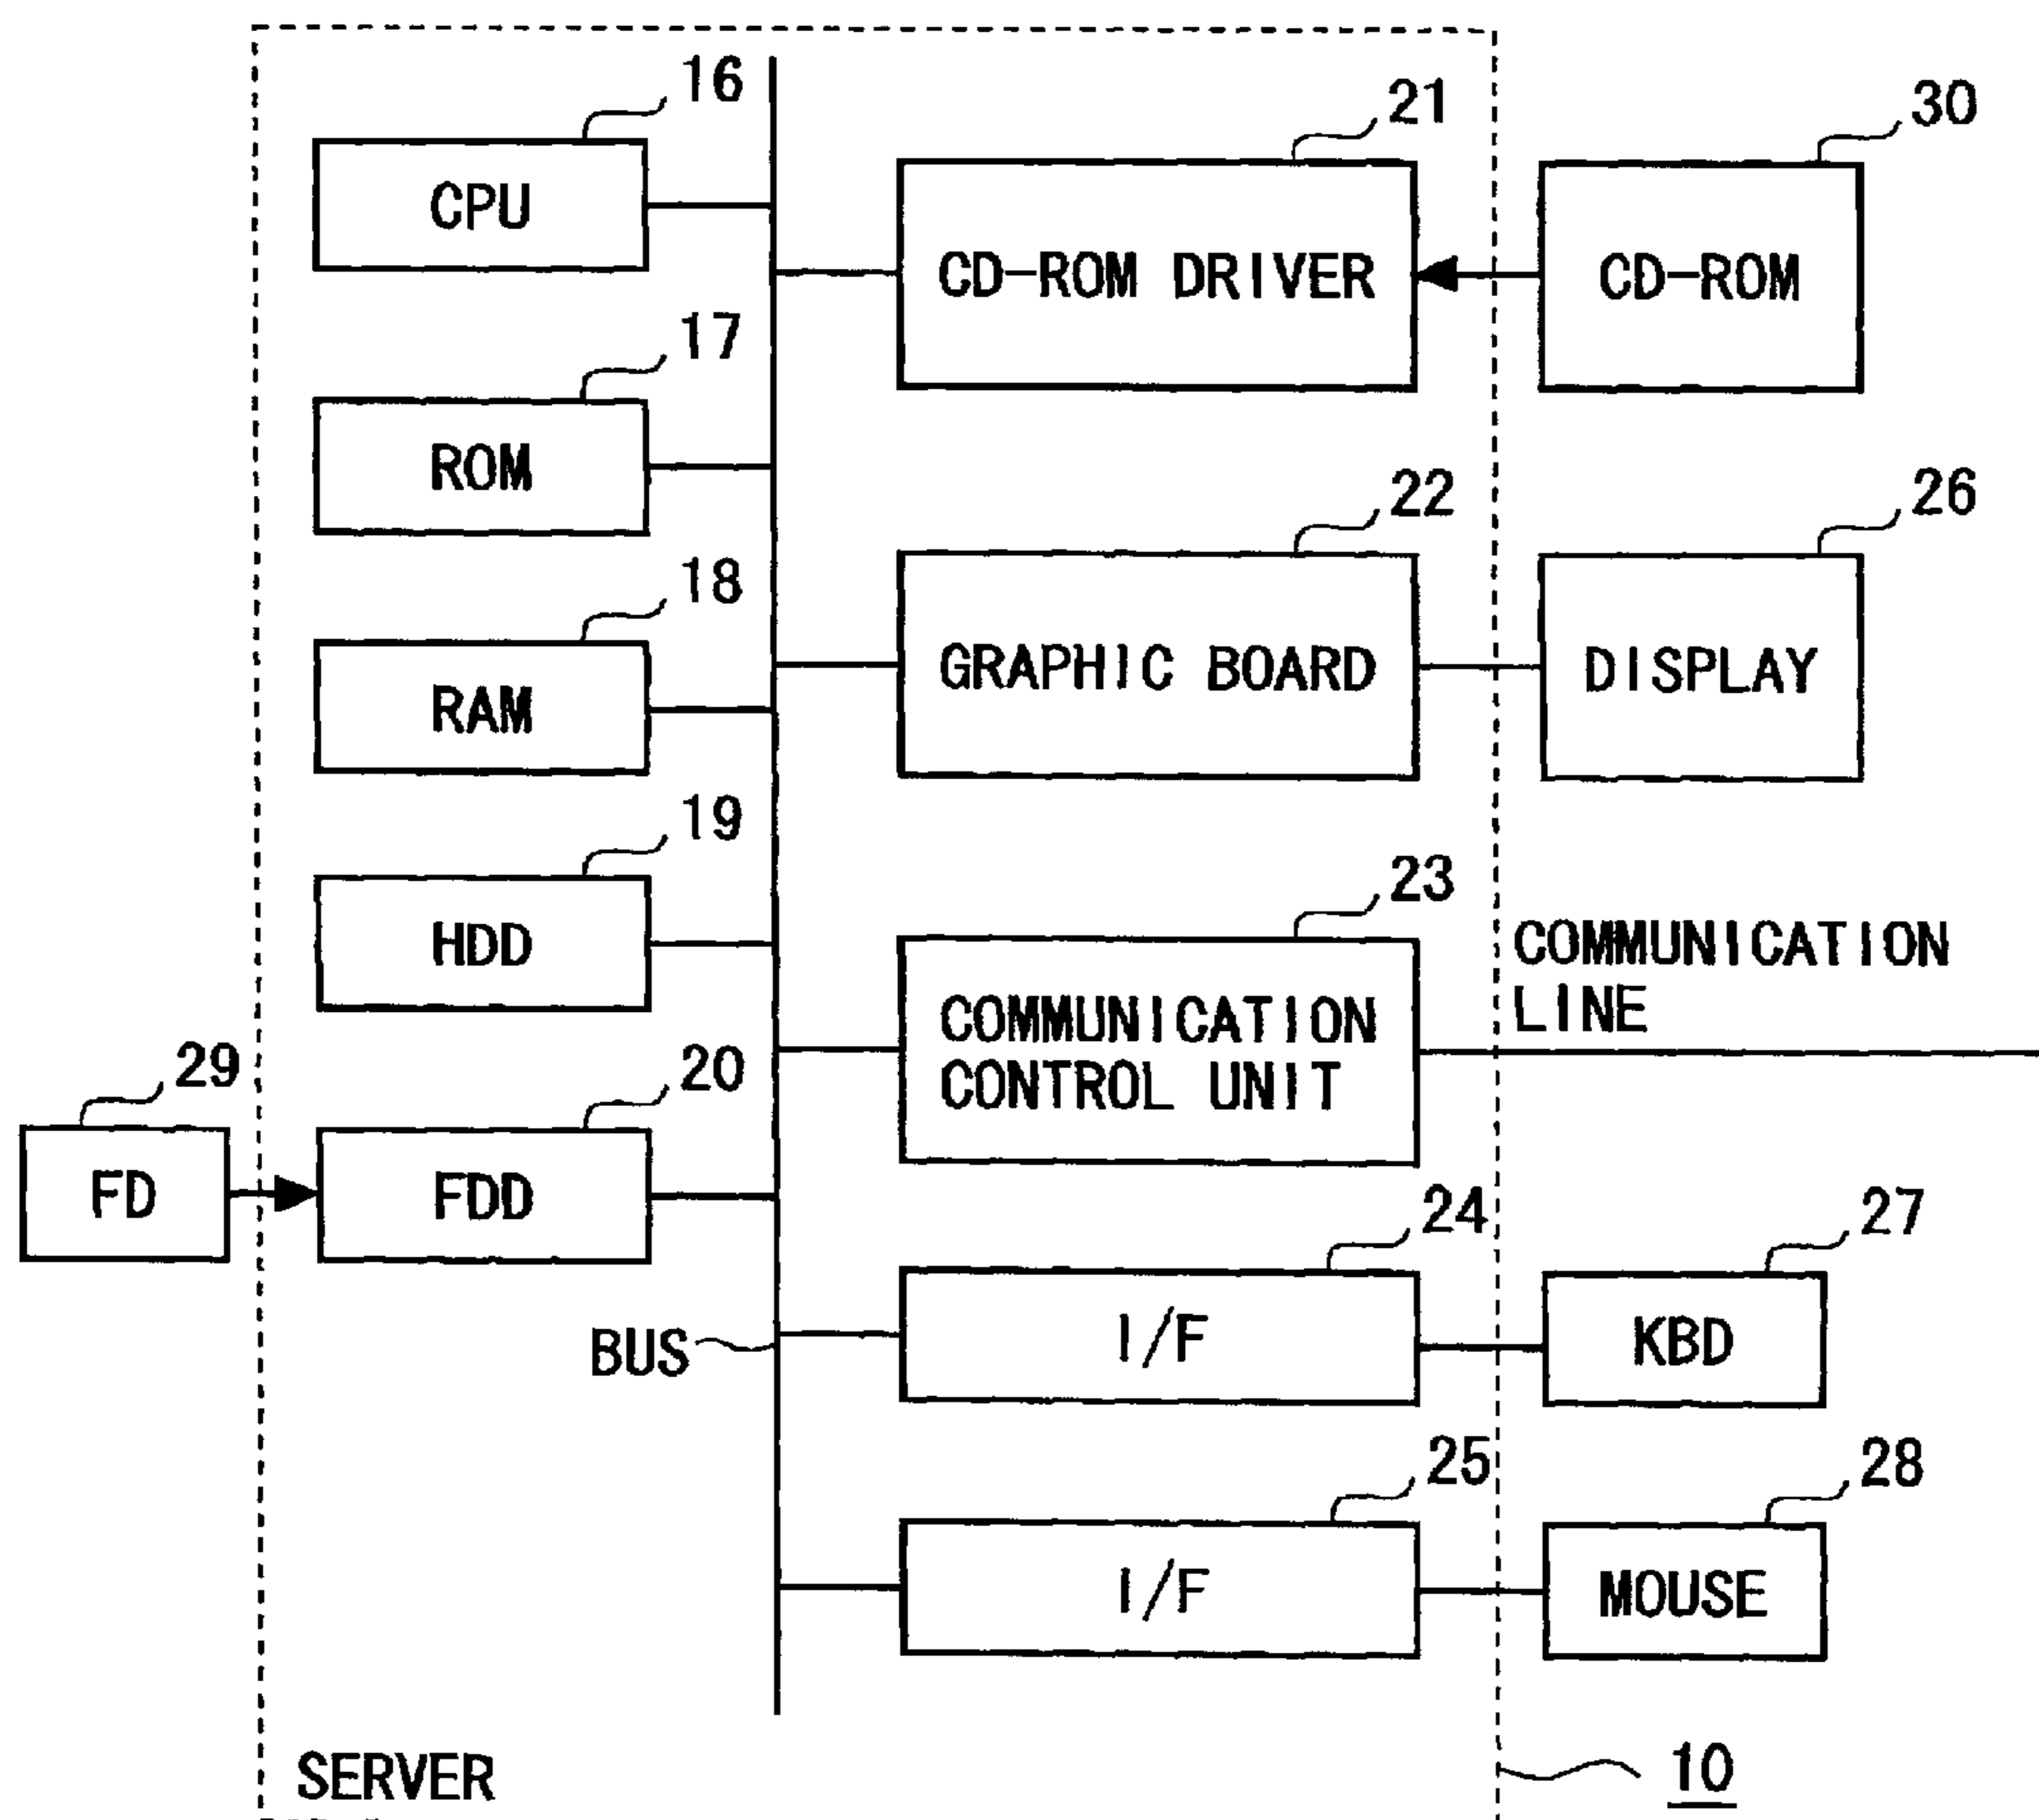 16
CPU
21
CD-ROM DRIVER
30
CD-ROM
17
ROM
22
GRAPHIC BOARD
26
DISPLAY
18
RAM
19
HDD
23
COMMUNICATION
CONTROL UNIT
COMMUNICATION
LINE
29
FD
20
FDD
24
I/F
27
KBD
BUS
25
I/F
28
MOUSE
SERVER
10